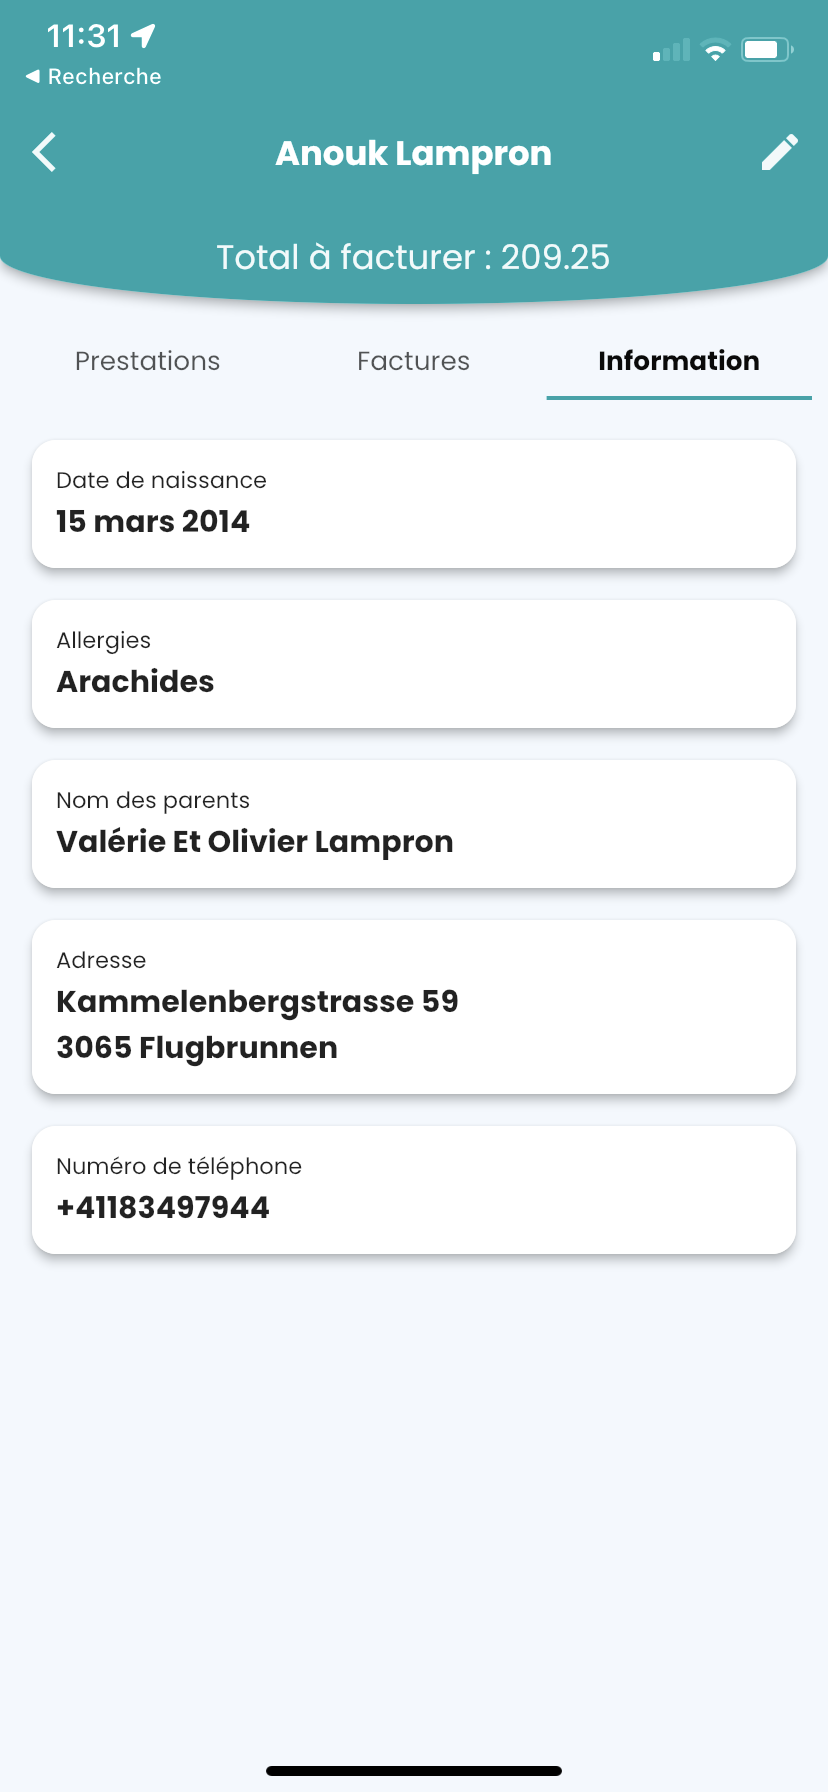 11:31
Recherche
Anouk Lampron
Total à facturer : 209.25
Prestations
Factures
Information
Date de naissance
15 mars 2014
Allergies
Arachides
Nom des parents
Valérie Et Olivier Lampron
Adresse
Kammelenbergstrasse 59
3065 Flugbrunnen
Numéro de téléphone
+41183497944